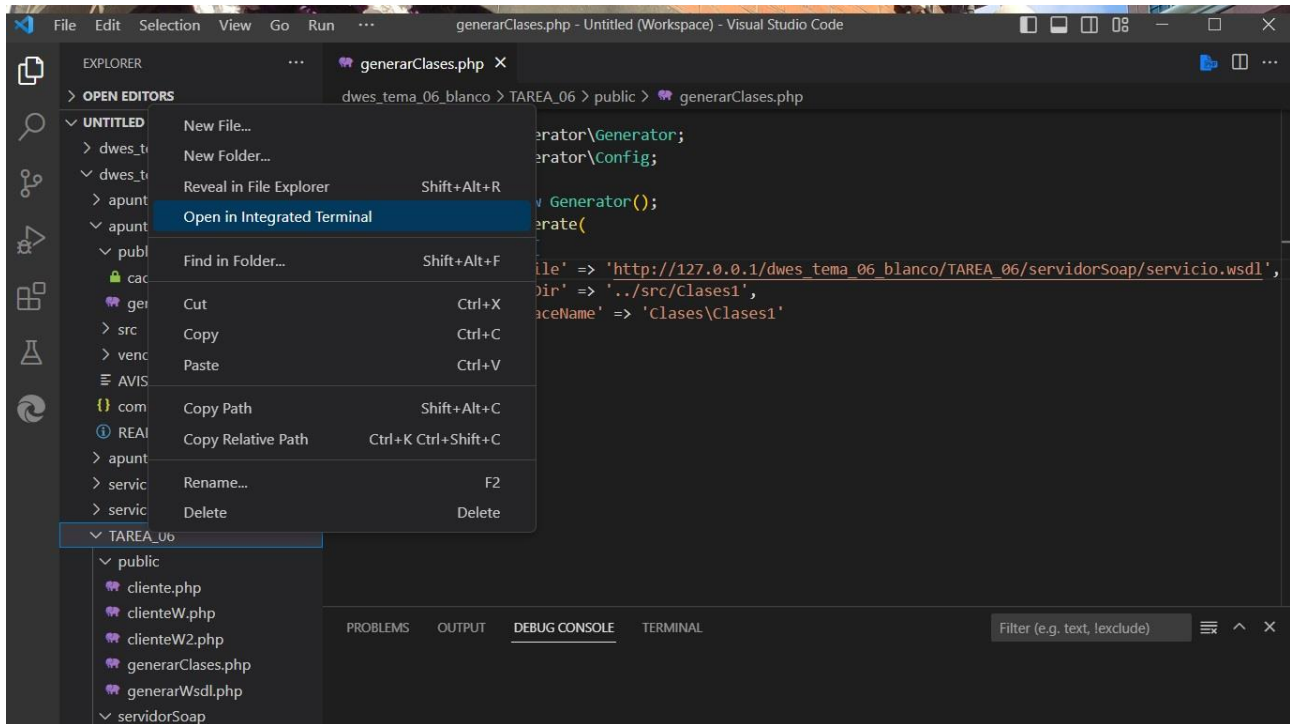 File Edit Selection View Go Run ··· generarClases.php - Untitled (Workspace) - Visual Studio Code
EXPLORER ···
> OPEN EDITORS
UNTITLED
> dwes_t
dwes_t
> apunt
apunt
publ
cac
ger
> src
> venc
AVIS
{} com
REA
> apunt
> servic
> servic
TAREA_06
public
cliente.php
clienteW.php
clienteW2.php
generarClases.php
generarWsdl.php
servidorSoap
New File...
New Folder...
Reveal in File Explorer Shift+Alt+R
Open in Integrated Terminal
Find in Folder... Shift+Alt+F
Cut Ctrl+X
Copy Ctrl+C
Paste Ctrl+V
Copy Path Shift+Alt+C
Copy Relative Path Ctrl+K Ctrl+Shift+C
Rename... F2
Delete Delete
generarClases.php
dwes_tema_06_blanco > TAREA_06 > public > generarClases.php
erator\Generator;
erator\Config;
Generator();
erate(
ile' => 'http://127.0.0.1/dwes_tema_06_blanco/TAREA_06/servidorSoap/servicio.wsdl',
Dir' => '../src/Clases1',
aceName' => 'Clases\Clases1'
PROBLEMS OUTPUT DEBUG CONSOLE TERMINAL Filter (e.g. text, !exclude)